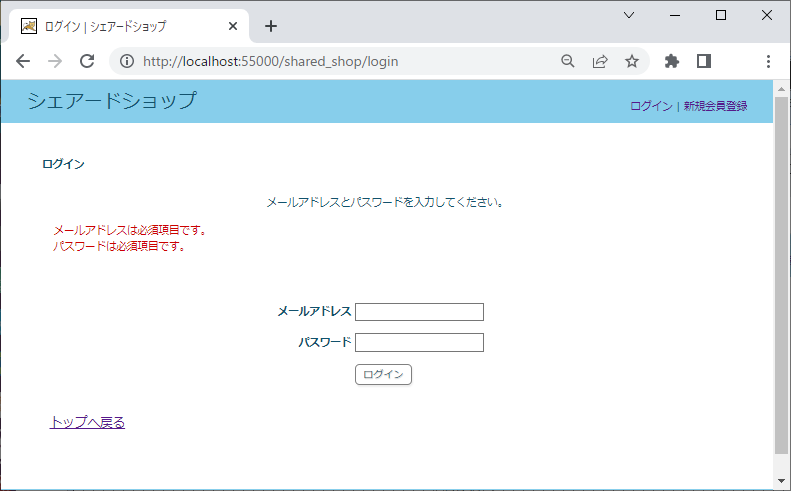 ログイン | シェアードショップ
http://localhost:55000/shared_shop/login
シェアードショップ
ログイン | 新規会員登録
ログイン
メールアドレスとパスワードを入力してください。
メールアドレスは必須項目です。
パスワードは必須項目です。
メールアドレス
パスワード
ログイン
トップへ戻る